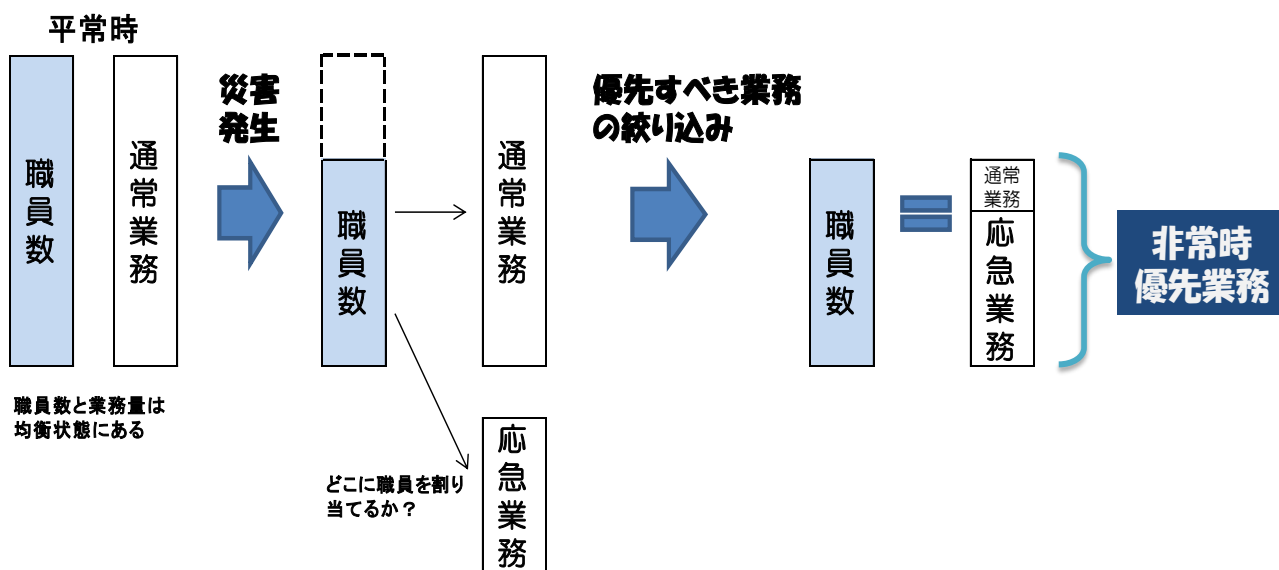 平常時
職員数
通常業務
職員数と業務量は
均衡状態にある
災害
発生
職員数
通常業務
どこに職員を割り
当てるか？
応急業務
優先すべき業務
の絞り込み
職員数
通常
業務
応急業務
非常時
優先業務